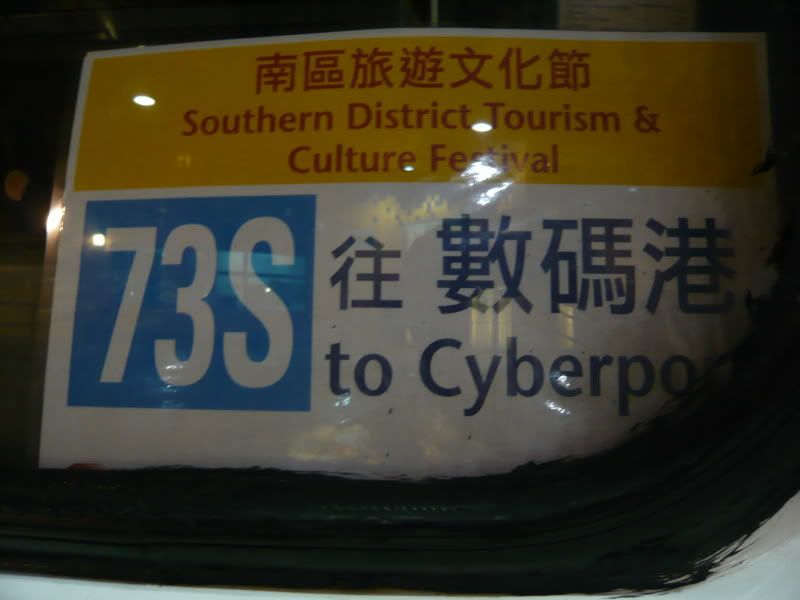 南區旅遊文化節
Southern District Tourism &
Culture Festival
73S
往 數碼港
to Cyberpo